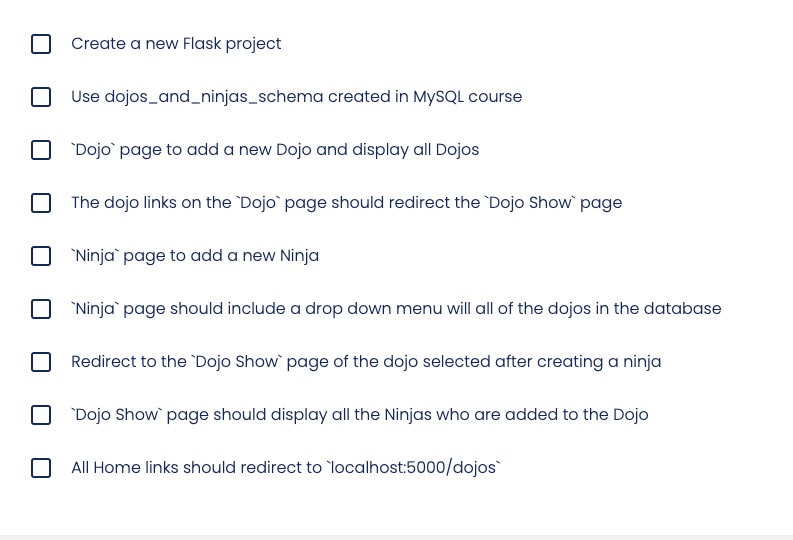 Create a new Flask project
Use dojos_and_ninjas_schema created in MySQL course
`Dojo` page to add a new Dojo and display all Dojos
The dojo links on the `Dojo` page should redirect the `Dojo Show` page
`Ninja` page to add a new Ninja
`Ninja` page should include a drop down menu will all of the dojos in the database
Redirect to the `Dojo Show` page of the dojo selected after creating a ninja
`Dojo Show` page should display all the Ninjas who are added to the Dojo
All Home links should redirect to `localhost:5000/dojos`